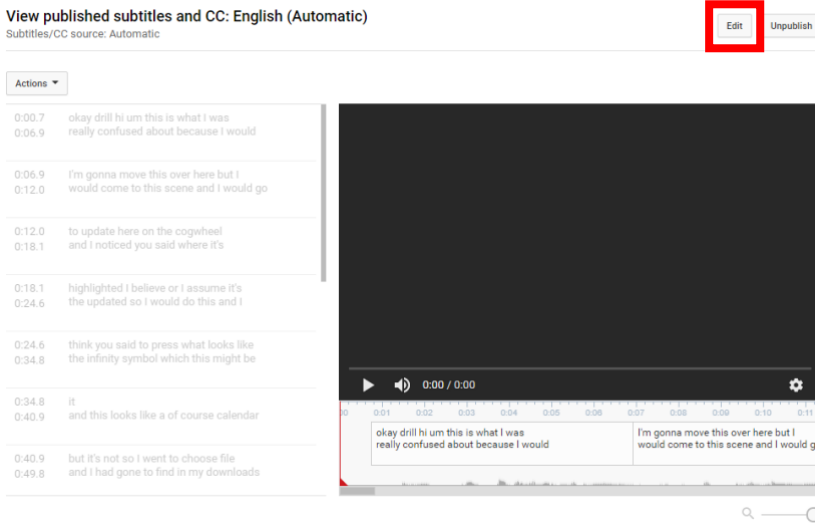 View published subtitles and CC: English (Automatic)
Edit
Unpublish
Subtitles/CC source: Automatic
Actions
0:00.7 okay drill hi um this is what I was
0:06.9 really confused about because I would
0:06.9 I'm gonna move this over here but I
0:12.0 would come to this scene and I would go
0:12.0 to update here on the cogwheel
0:18.1 and I noticed you said where it's
0:18.1 highlighted I believe or I assume it's
0:24.6 the updated so I would do this and I
0:24.6 think you said to press what looks like
0:34.8 the infinity symbol which this might be
0:34.8 it
0:40.9 and this looks like a of course calendar
0:40.9 but it's not so I went to choose file
0:49.8 and I had gone to find in my downloads
0:00 / 0:00
00 0:01 0:02 0:03 0:04 0:05 0:06 0:07 0:08 0:09 0:10 0:11
okay drill hi um this is what I was
really confused about because I would
I'm gonna move this over here but I
would come to this scene and I would g